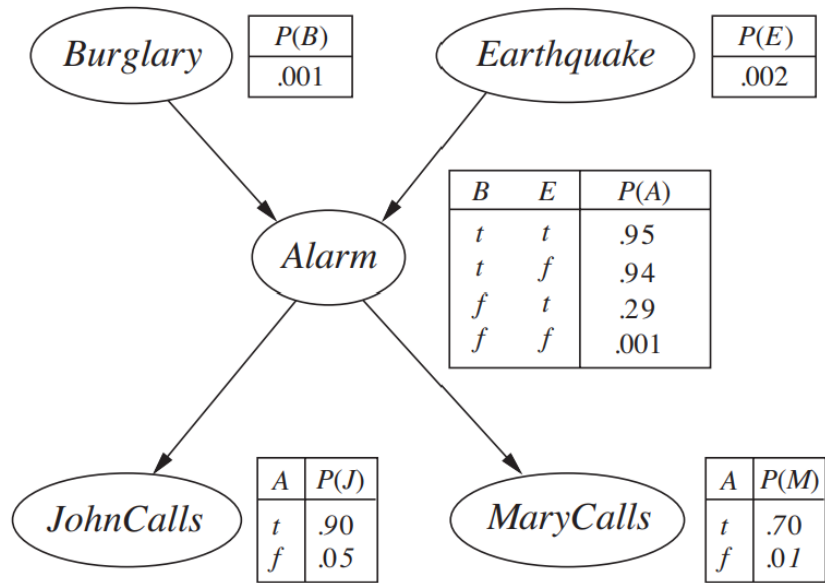 Burglary
P(B)
.001
Earthquake
P(E)
.002
B E P(A)
t t .95
t f .94
f t .29
f f .001
Alarm
JohnCalls
A P(J)
t .90
f .05
MaryCalls
A P(M)
t .70
f .01